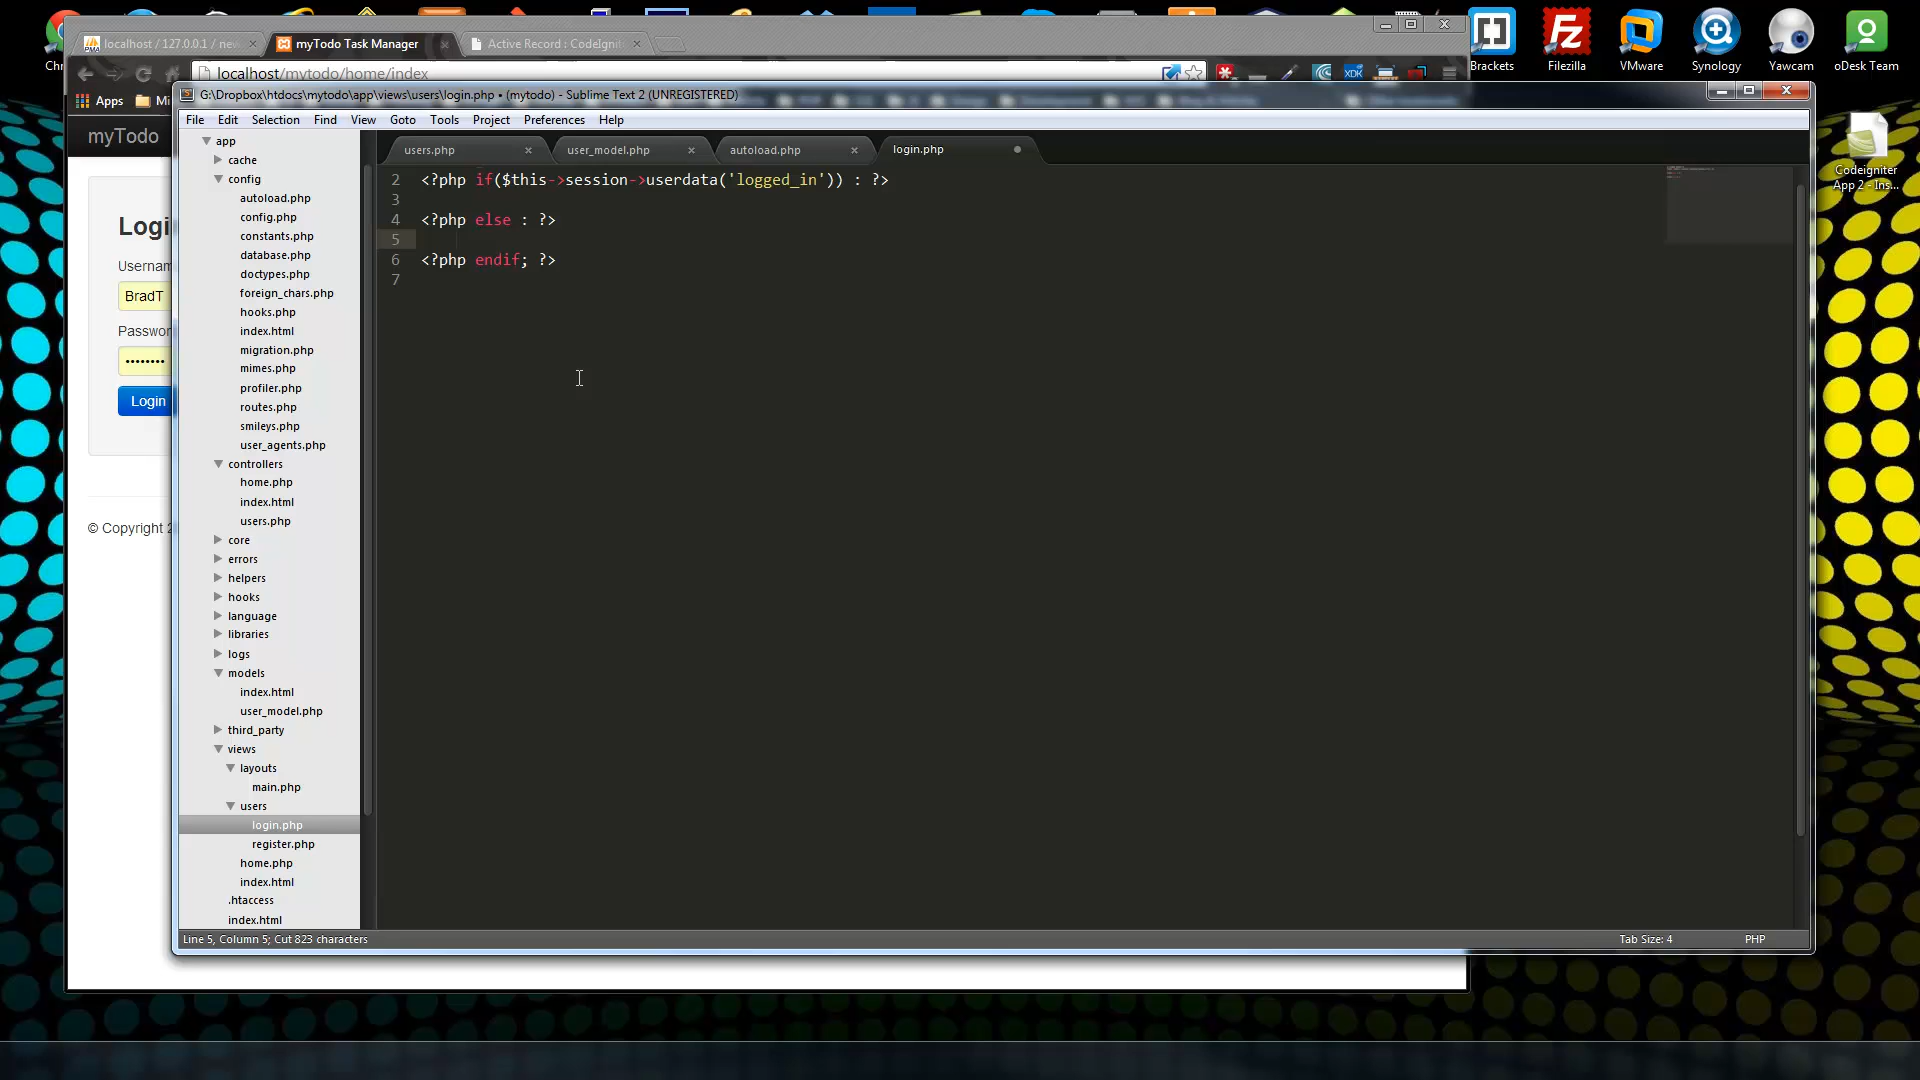 Brackets
Filezilla
VMware
Synology
Yawcam
oDesk Team
Codeigniter
App 2 - Ins...
localhost / 127.0.0.1 / new
myTodo Task Manager
Active Record : CodeIgnit
localhost/mytodo/home/index
Apps
G:\Dropbox\htdocs\mytodo\app\views\users\login.php • (mytodo) - Sublime Text 2 (UNREGISTERED)
File Edit Selection Find View Goto Tools Project Preferences Help
myTodo
Logi
Usernam
BradT
Passwor
Login
© Copyright 2
app
cache
config
autoload.php
config.php
constants.php
database.php
doctypes.php
foreign_chars.php
hooks.php
index.html
migration.php
mimes.php
profiler.php
routes.php
smileys.php
user_agents.php
controllers
home.php
index.html
users.php
core
errors
helpers
hooks
language
libraries
logs
models
index.html
user_model.php
third_party
views
layouts
main.php
users
login.php
register.php
home.php
index.html
.htaccess
index.html
users.php user_model.php autoload.php login.php
2 <?php if($this->session->userdata('logged_in')) : ?>
3
4 <?php else : ?>
5
6 <?php endif; ?>
7
Line 5, Column 5; Cut 823 characters
Tab Size: 4 PHP